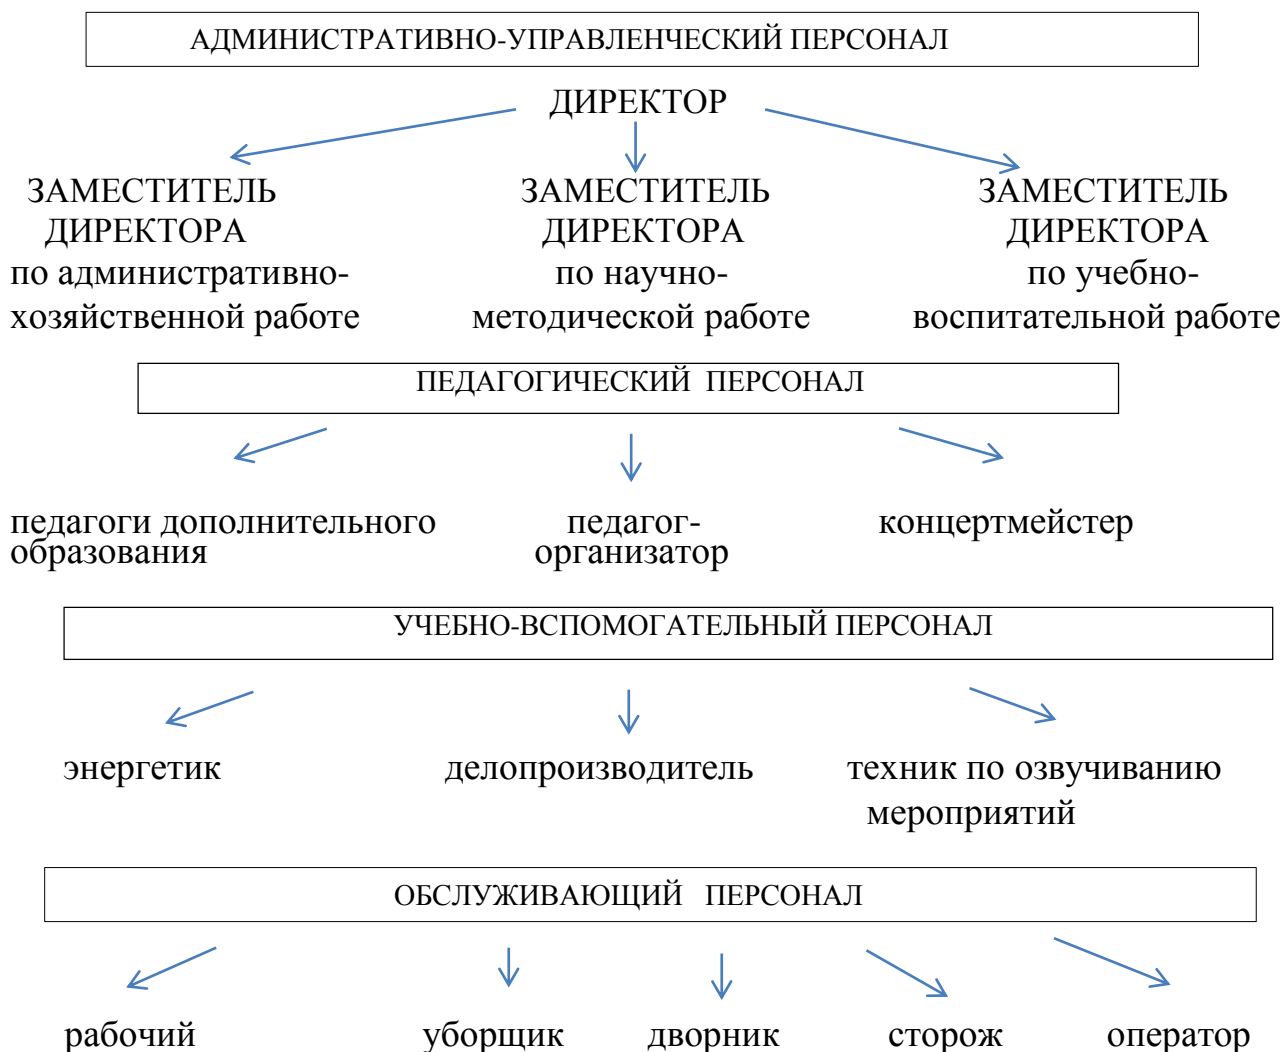 АДМИНИСТРАТИВНО-УПРАВЛЕНЧЕСКИЙ ПЕРСОНАЛ
ДИРЕКТОР
ЗАМЕСТИТЕЛЬ
ДИРЕКТОРА
по административно-
хозяйственной работе
ЗАМЕСТИТЕЛЬ
ДИРЕКТОРА
по научно-
методической работе
ЗАМЕСТИТЕЛЬ
ДИРЕКТОРА
по учебно-
воспитательной работе
ПЕДАГОГИЧЕСКИЙ ПЕРСОНАЛ
педагоги дополнительного
образования
педагог-
организатор
концертмейстер
УЧЕБНО-ВСПОМОГАТЕЛЬНЫЙ ПЕРСОНАЛ
энергетик
делопроизводитель
техник по озвучиванию
мероприятий
ОБСЛУЖИВАЮЩИЙ ПЕРСОНАЛ
рабочий
уборщик
дворник
сторож
оператор